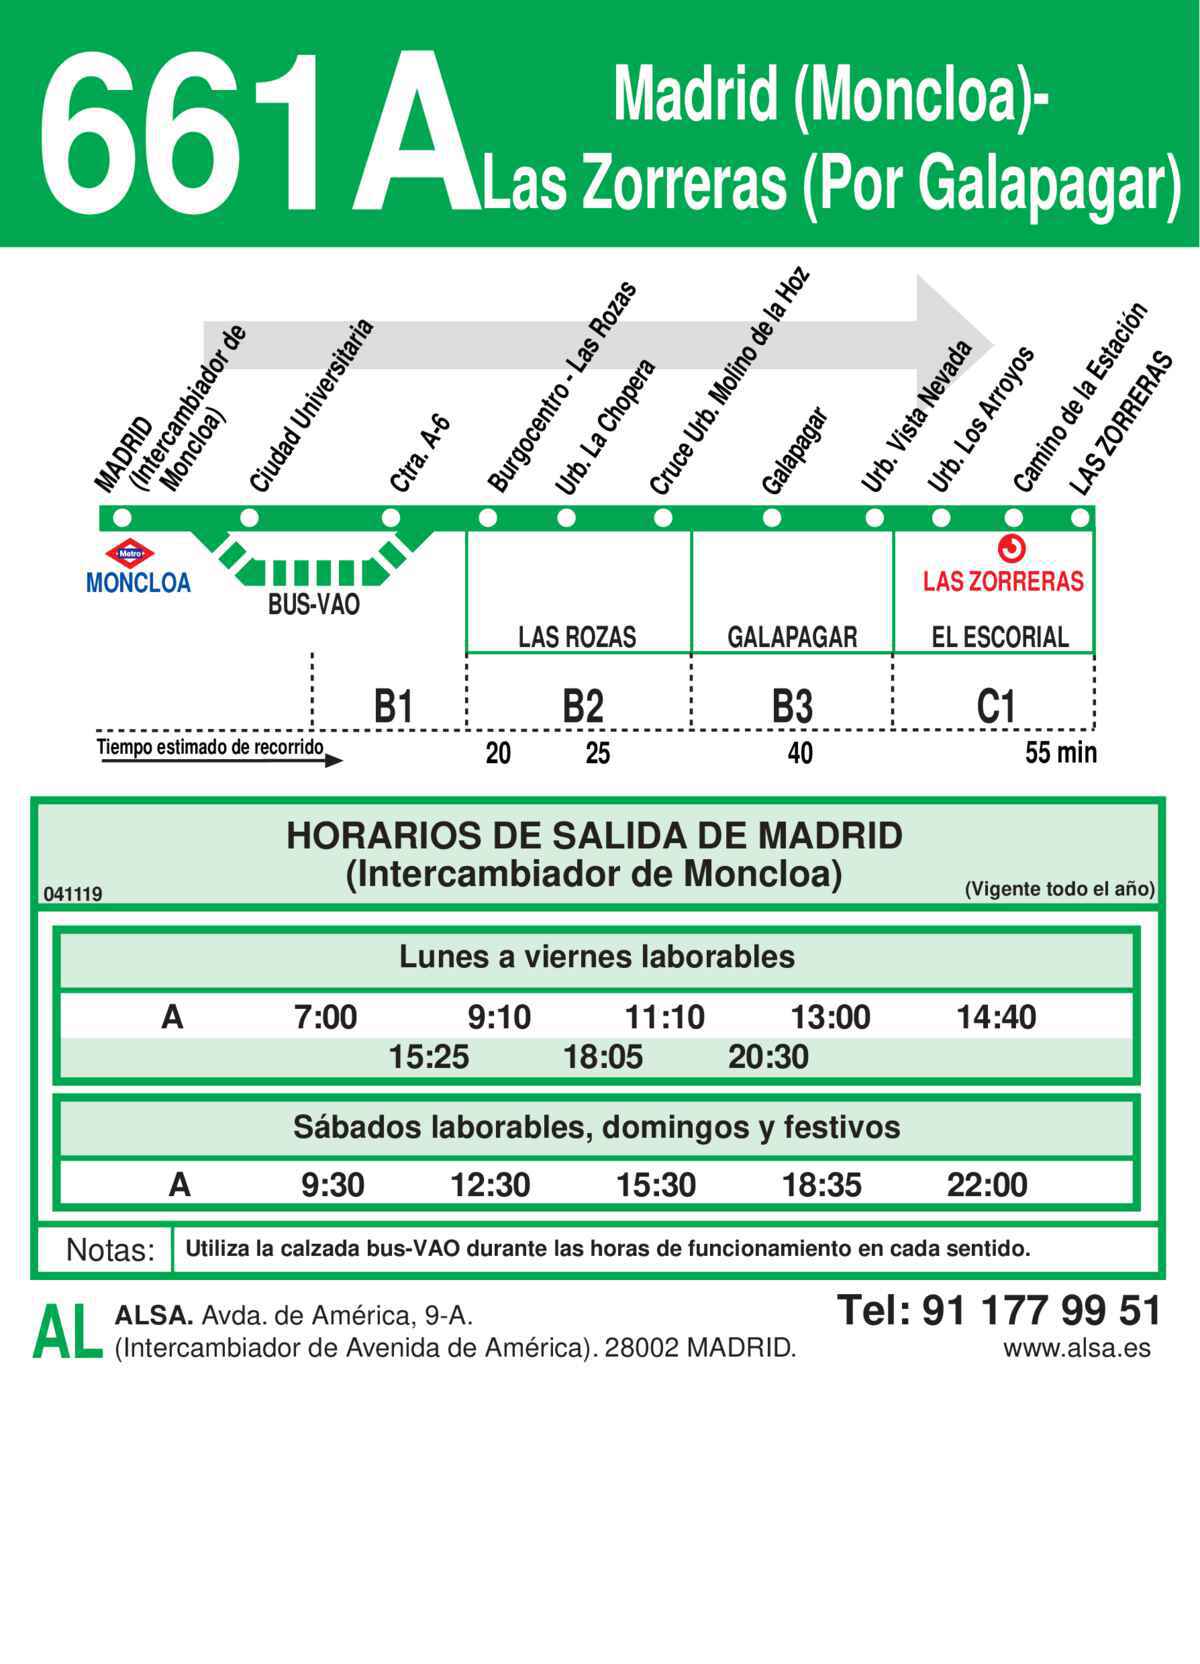 661A
Madrid (Moncloa)-
Las Zorreras (Por Galapagar)
MADRID
(Intercambiador de
Moncloa)
Ciudad Universitaria
Ctra. A-6
Burgocentro - Las Rozas
Urb. La Chopera
Cruce Urb. Molino de la Hoz
Galapagar
Urb. Vista Nevada
Urb. Los Arroyos
Camino de la Estación
LAS ZORRERAS
Metro
MONCLOA
BUS-VAO
LAS ZORRERAS
LAS ROZAS
GALAPAGAR
EL ESCORIAL
B1
B2
B3
C1
Tiempo estimado de recorrido
20
25
40
55 min
HORARIOS DE SALIDA DE MADRID
(Intercambiador de Moncloa)
041119
(Vigente todo el año)
Lunes a viernes laborables
A 7:00 9:10 11:10 13:00 14:40
15:25 18:05 20:30
Sábados laborables, domingos y festivos
A 9:30 12:30 15:30 18:35 22:00
Notas: Utiliza la calzada bus-VAO durante las horas de funcionamiento en cada sentido.
AL
ALSA. Avda. de América, 9-A.
(Intercambiador de Avenida de América). 28002 MADRID.
Tel: 91 177 99 51
www.alsa.es